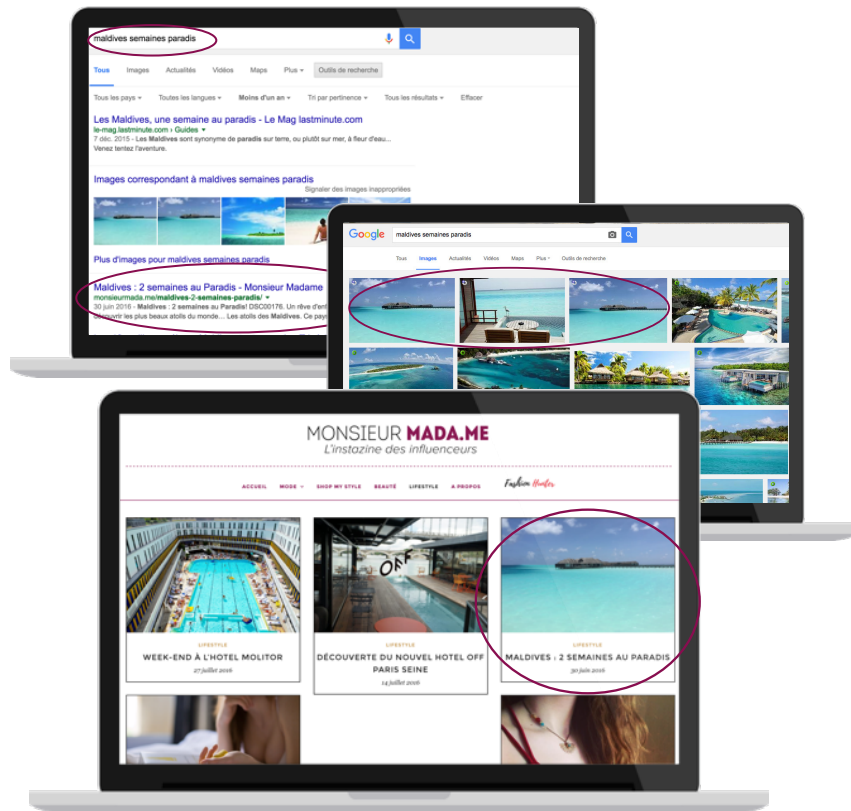 maldives semaines paradis
Tous Images Actualités Vidéos Maps Plus Outils de recherche
Tous les pays Toutes les langues Moins d'un an Tri par pertinence Tous les résultats Effacer
Les Maldives, une semaine au paradis - Le Mag lastminute.com
le-mag.lastminute.com › Guides
7 déc. 2015 - Les Maldives sont synonyme de paradis sur terre, ou plutôt sur mer, à fleur d'eau...
Venez tentez l'aventure.
Images correspondant à maldives semaines paradis
Signaler des images inappropriées
Plus d'images pour maldives semaines paradis
Maldives : 2 semaines au Paradis - Monsieur Madame
monsieurmada.me/maldives-2-semaines-paradis/
30 juin 2016 - Maldives : 2 semaines au Paradis! DSC00176. Un rêve d'enf
découvrir les plus beaux atolls du monde... Les atolls des Maldives. Ce pays
Google maldives semaines paradis
Tous Images Actualités Vidéos Maps Plus Outils de recherche
MONSIEUR MADA.ME
L'instazine des influenceurs
ACCUEIL MODE SHOP MY STYLE BEAUTÉ LIFESTYLE A PROPOS Fashion Hunter
OFF
LIFESTYLE
WEEK-END À L'HOTEL MOLITOR
27 juillet 2016
LIFESTYLE
DÉCOUVERTE DU NOUVEL HOTEL OFF
PARIS SEINE
14 juillet 2016
LIFESTYLE
MALDIVES : 2 SEMAINES AU PARADIS
30 juin 2016